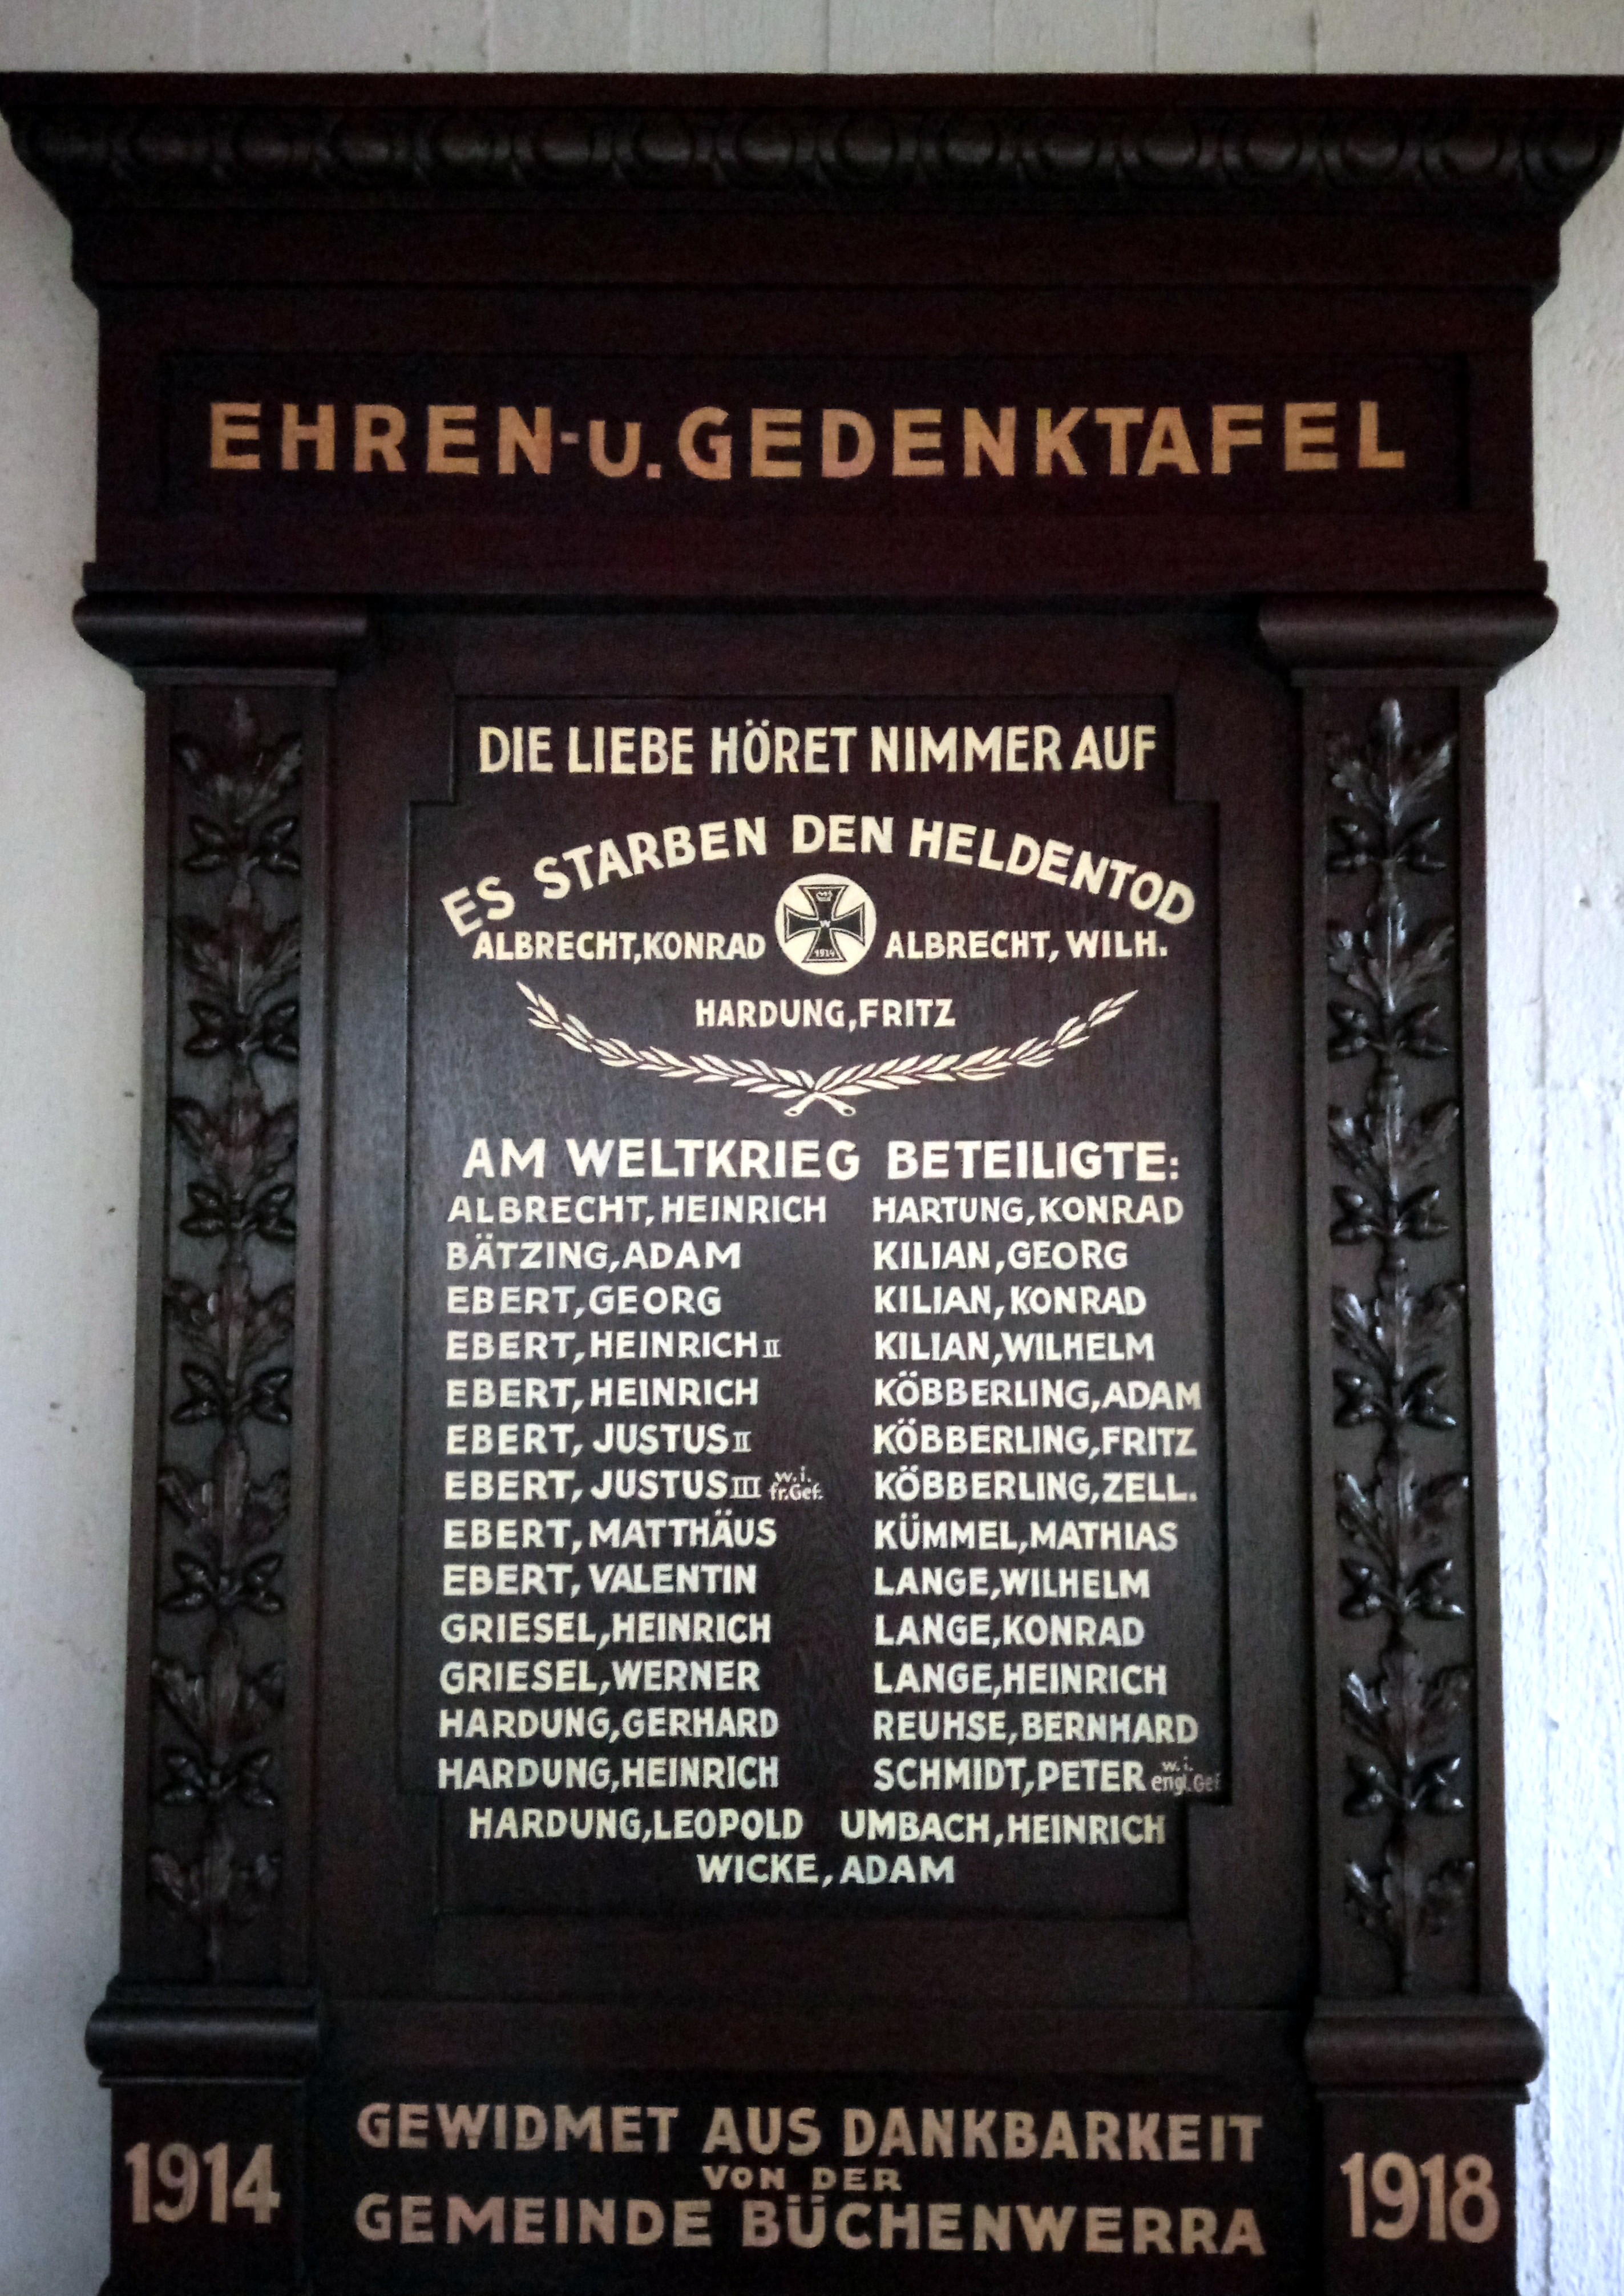 EHREN-U. GEDENKTAFEL
DIE LIEBE HÖRET NIMMER AUF
ES STARBEN DEN HELDENTOD
ALBRECHT, KONRAD W 1914 ALBRECHT, WILH.
HARDUNG, FRITZ
AM WELTKRIEG BETEILIGTE:
ALBRECHT, HEINRICH HARTUNG, KONRAD
BÄTZING, ADAM KILIAN, GEORG
EBERT, GEORG KILIAN, KONRAD
EBERT, HEINRICH II KILIAN, WILHELM
EBERT, HEINRICH KÖBBERLING, ADAM
EBERT, JUSTUS II KÖBBERLING, FRITZ
EBERT, JUSTUS III w.i. fr.Gef. KÖBBERLING, ZELL.
EBERT, MATTHÄUS KÜMMEL, MATHIAS
EBERT, VALENTIN LANGE, WILHELM
GRIESEL, HEINRICH LANGE, KONRAD
GRIESEL, WERNER LANGE, HEINRICH
HARDUNG, GERHARD REUHSE, BERNHARD
HARDUNG, HEINRICH SCHMIDT, PETER w.i. engl.Gef
HARDUNG, LEOPOLD UMBACH, HEINRICH
WICKE, ADAM
GEWIDMET AUS DANKBARKEIT
VON DER
1914 GEMEINDE BÜCHENWERRA 1918